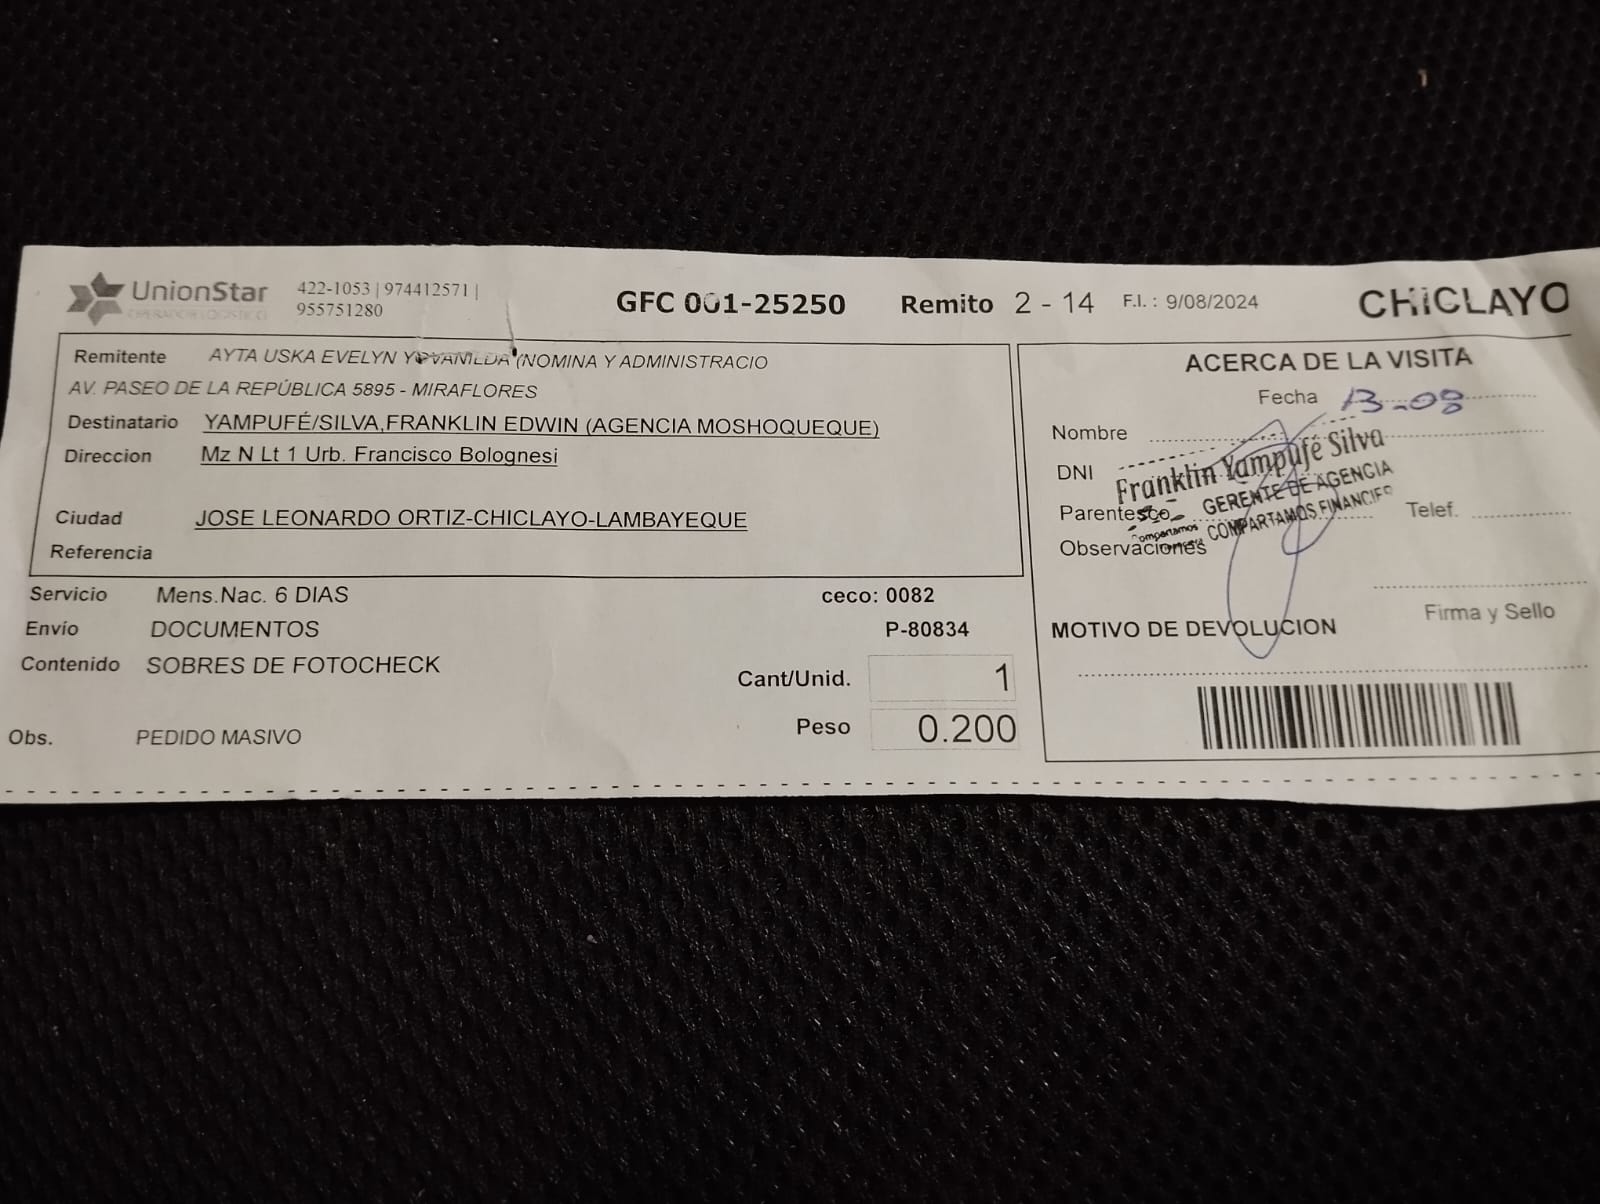 UnionStar
OPERADOR LOGISTICO
422-1053 | 974412571 |
955751280
GFC 001-25250
Remito 2 - 14
F.I. : 9/08/2024
CHICLAYO
Remitente AYTA USKA EVELYN (NOMINA Y ADMINISTRACIO
AV. PASEO DE LA REPÚBLICA 5895 - MIRAFLORES
Destinatario YAMPUFÉ/SILVA,FRANKLIN EDWIN (AGENCIA MOSHOQUEQUE)
Direccion Mz N Lt 1 Urb. Francisco Bolognesi
Ciudad JOSE LEONARDO ORTIZ-CHICLAYO-LAMBAYEQUE
Referencia
Servicio Mens.Nac. 6 DIAS
ceco: 0082
Envio DOCUMENTOS
P-80834
Contenido SOBRES DE FOTOCHECK
Cant/Unid. 1
Peso 0.200
Obs. PEDIDO MASIVO
ACERCA DE LA VISITA
Fecha 13-08
Nombre
DNI
Parentesco
Telef.
Observaciones
Franklin Yampufé Silva
GERENTE DE AGENCIA
COMPARTAMOS FINANCIER
Firma y Sello
MOTIVO DE DEVOLUCION